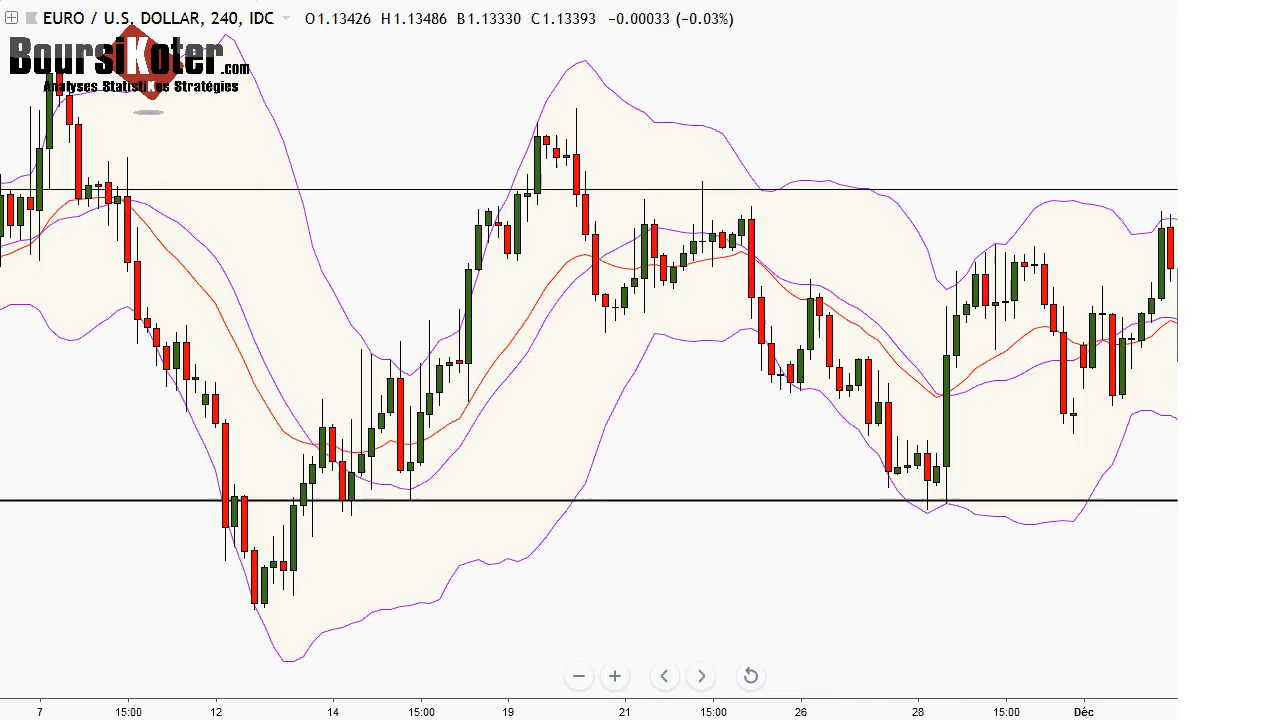 EURO / U.S. DOLLAR, 240, IDC O1.13426 H1.13486 B1.13330 C1.13393 −0.00033 (−0.03%)
BoursiKoter.com
Analyses StatistiKes Stratégies
7 15:00 12 14 15:00 19 21 15:00 26 28 15:00 Déc